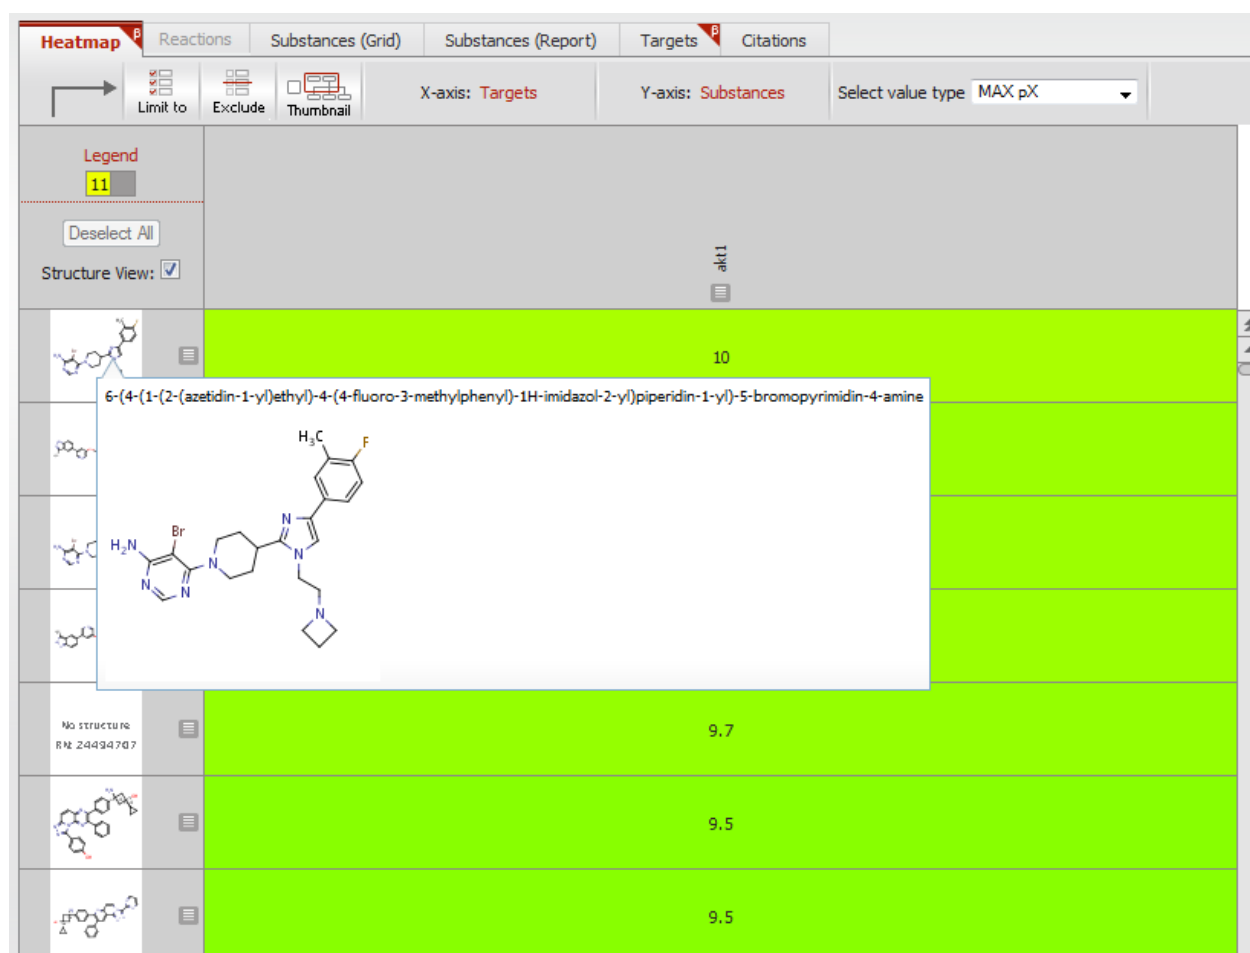 Heatmap β Reactions Substances (Grid) Substances (Report) Targets β Citations
Limit to Exclude Thumbnail X-axis: Targets Y-axis: Substances Select value type MAX pX
Legend
11
Deselect All
Structure View:
akt1
10
6-(4-(1-(2-(azetidin-1-yl)ethyl)-4-(4-fluoro-3-methylphenyl)-1H-imidazol-2-yl)piperidin-1-yl)-5-bromopyrimidin-4-amine
H3C F
N
Br
H2N
N N
N N
N
No structure
RN: 24494707
9.7
9.5
9.5